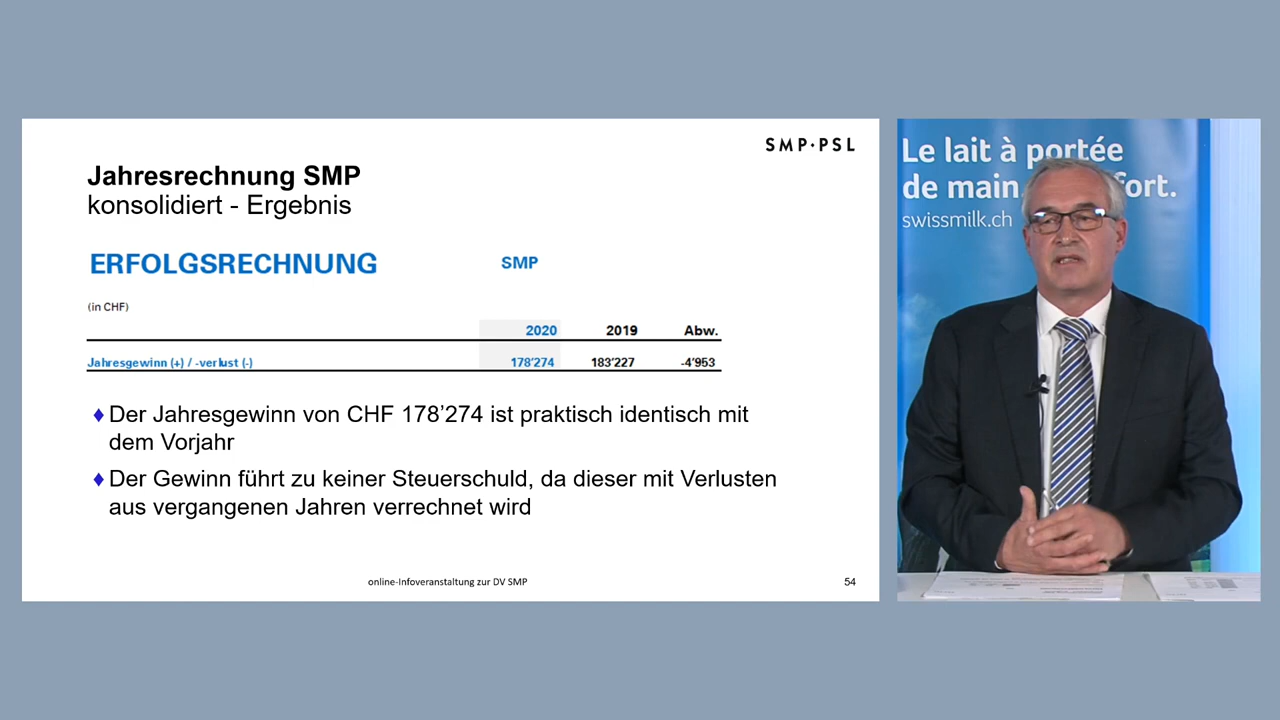 SMP·PSL
Jahresrechnung SMP
konsolidiert - Ergebnis
ERFOLGSRECHNUNG SMP
(in CHF)
2020 2019 Abw.
Jahresgewinn (+) / -verlust (-) 178'274 183'227 -4'953
♦Der Jahresgewinn von CHF 178'274 ist praktisch identisch mit
dem Vorjahr
♦Der Gewinn führt zu keiner Steuerschuld, da dieser mit Verlusten
aus vergangenen Jahren verrechnet wird
online-Infoveranstaltung zur DV SMP
54
Le lait à portée
de main. fort.
swissmilk.ch